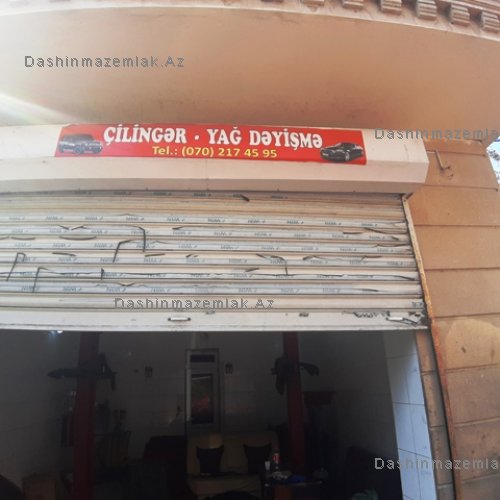 Dashinmazemlak.Az
ÇİLİNGƏR · YAĞ DƏYİŞMƏ
Tel.: (070) 217 45 95
Dashinmazemlak.Az
Dashinmazemlak.Az
Dashinmazemlak.Az